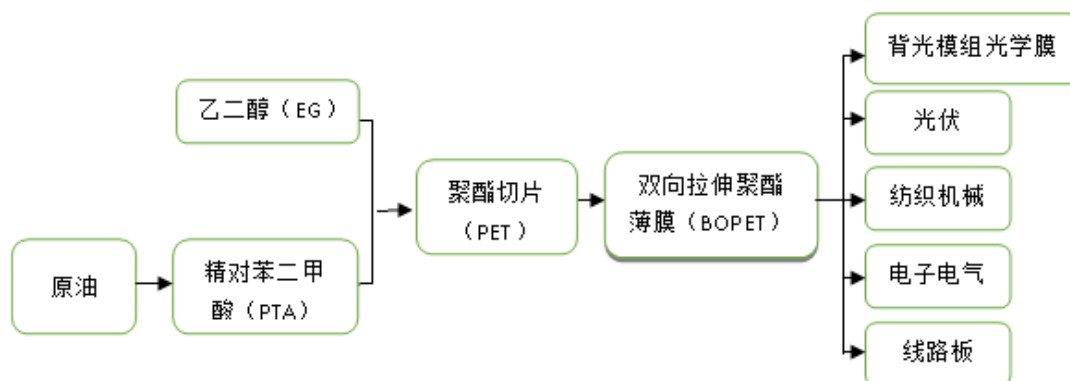 背光模组光学膜
乙二醇（EG）
光伏
聚酯切片
（PET）
双向拉伸聚酯
薄膜（BOPET）
纺织机械
原油
精对苯二甲
酸（PTA）
电子电气
线路板